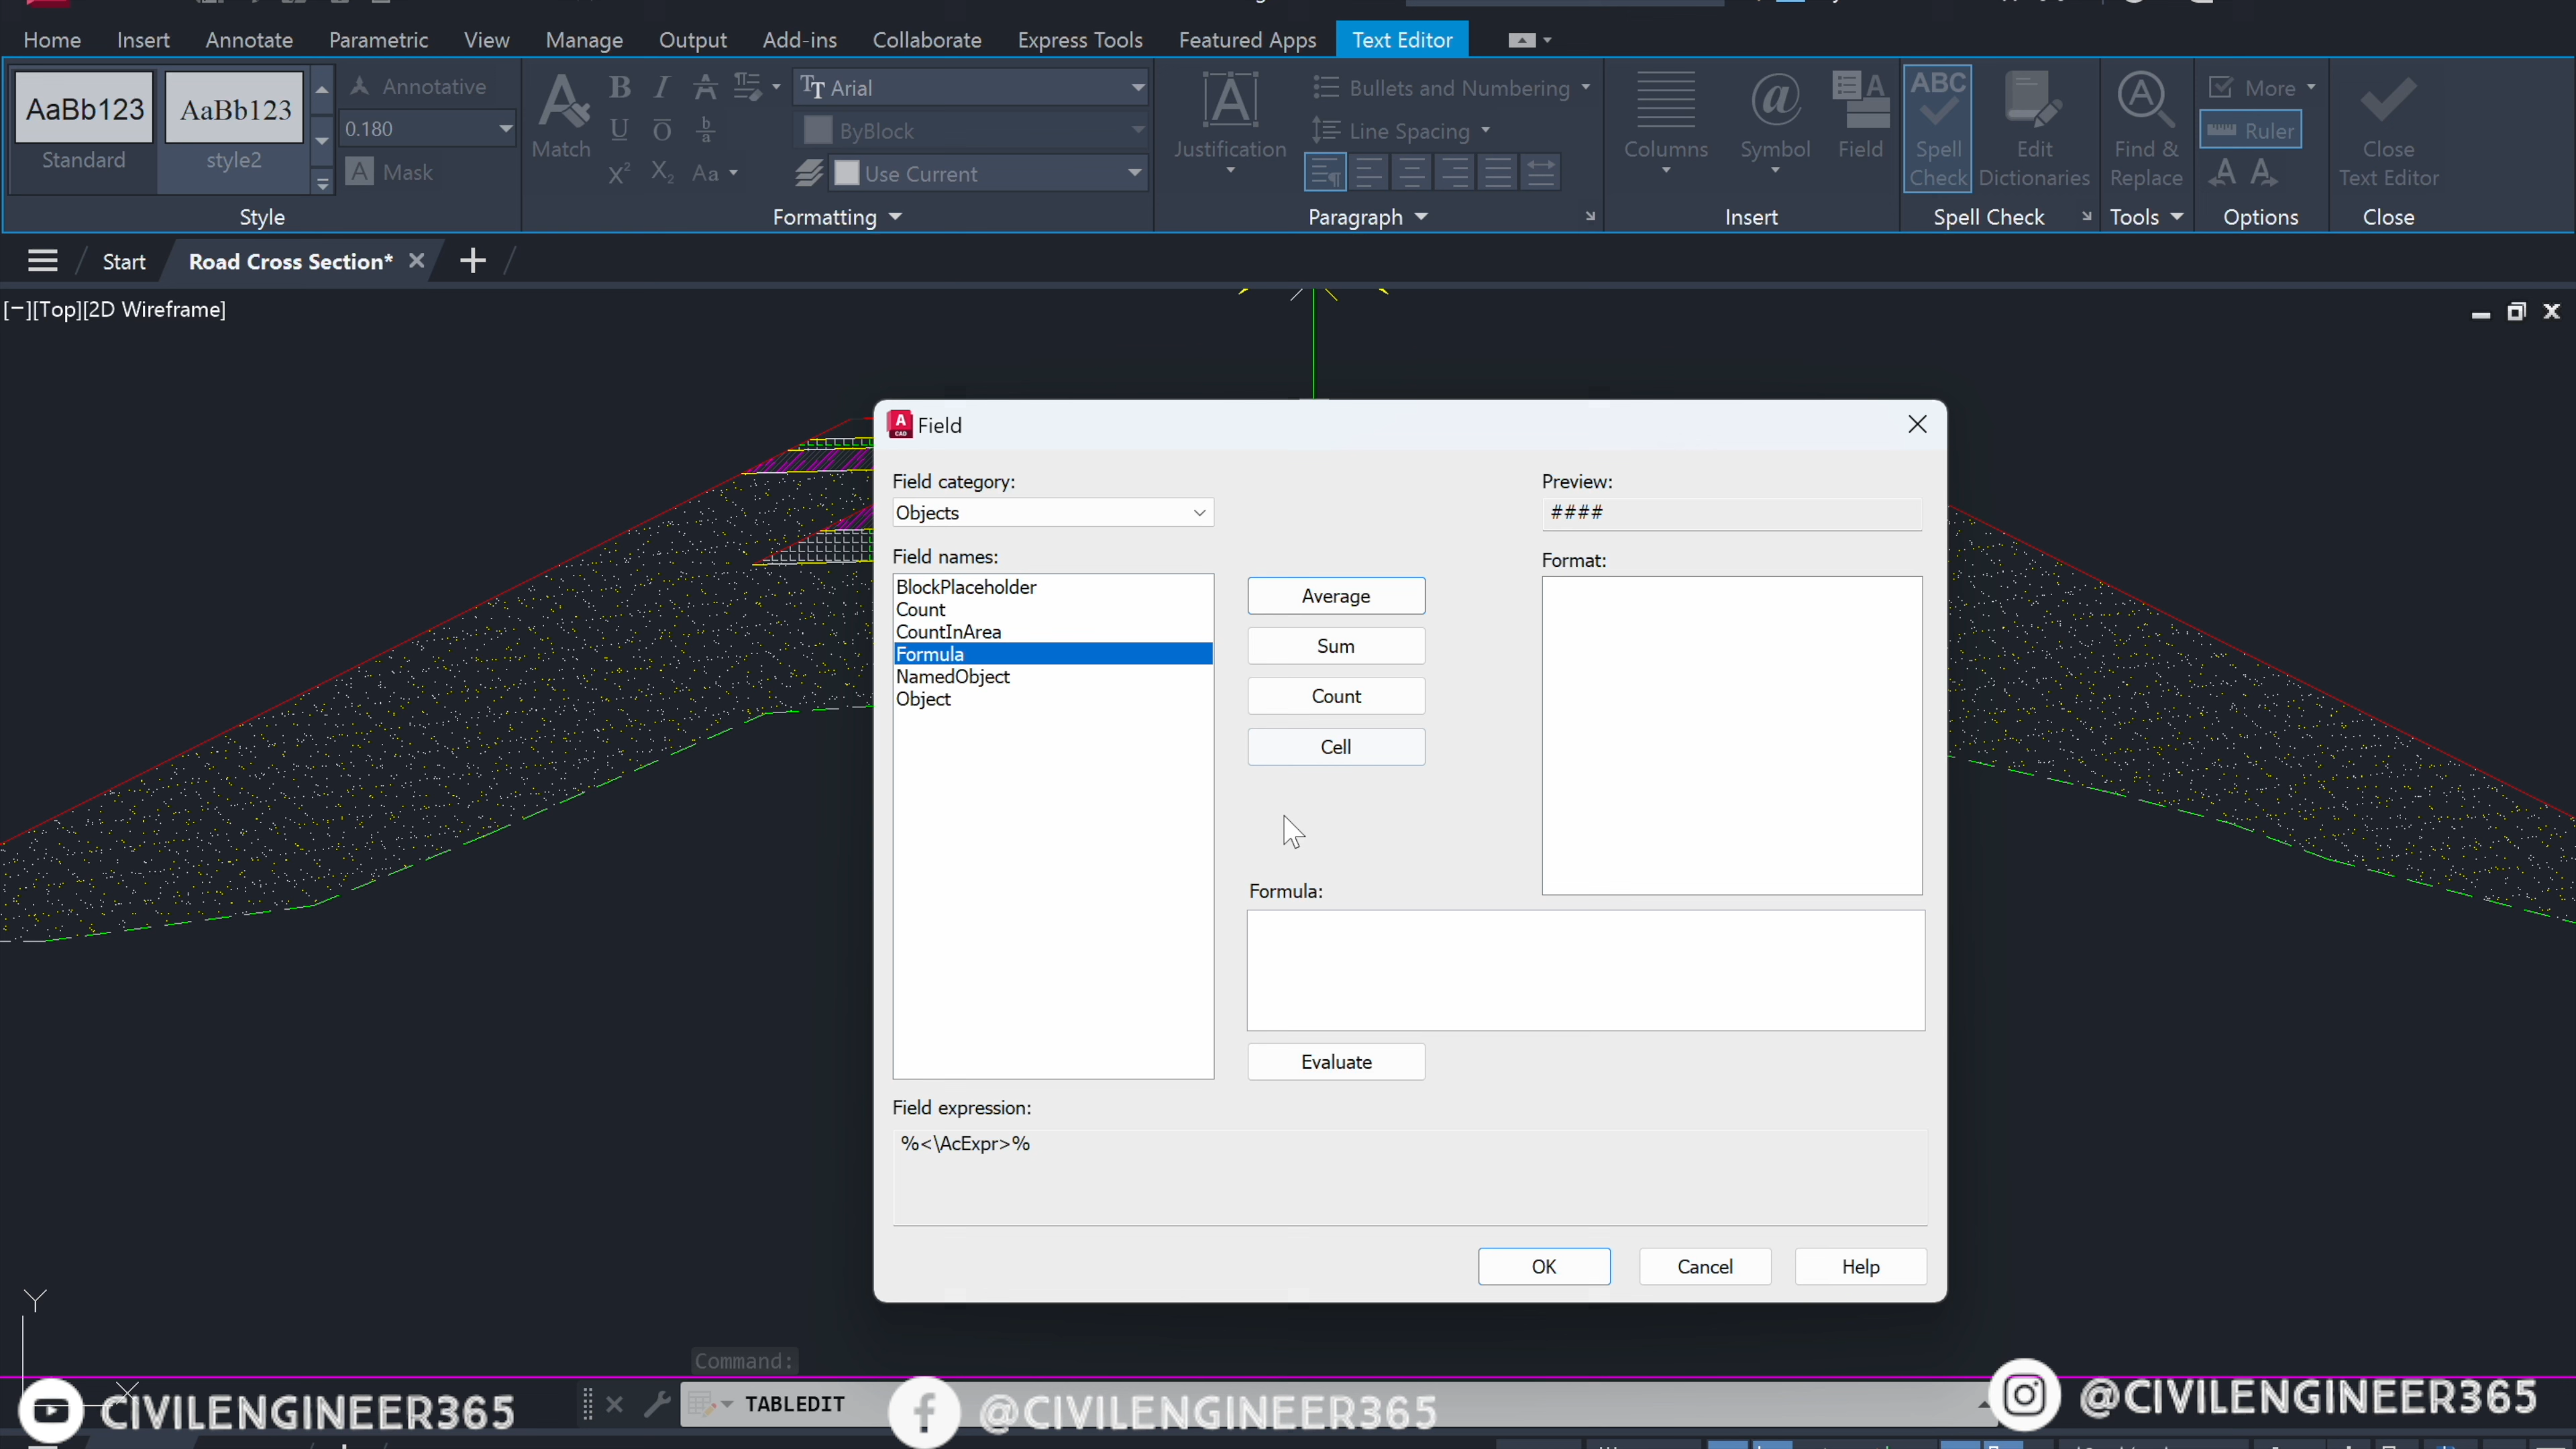 Home Insert Annotate Parametric View Manage Output Add-ins Collaborate Express Tools Featured Apps Text Editor
AaBb123 AaBb123 Annotative Arial Bullets and Numbering ABC More
0.180 ByBlock Line Spacing Ruler
Standard style2 Mask Match Aa Use Current Justification Columns Symbol Field Spell Check Edit Dictionaries Find & Replace Close Text Editor
Style Formatting Paragraph Insert Spell Check Tools Options Close
Start Road Cross Section*
[−][Top][2D Wireframe]
Field
Field category: Preview:
Objects ####
Field names: Format:
BlockPlaceholder
Count
CountInArea
Formula
NamedObject
Object
Average
Sum
Count
Cell
Formula:
Evaluate
Field expression:
%<\AcExpr>%
OK Cancel Help
Y
X
Command:
TABLEDIT
CIVILENGINEER365 @CIVILENGINEER365 @CIVILENGINEER365